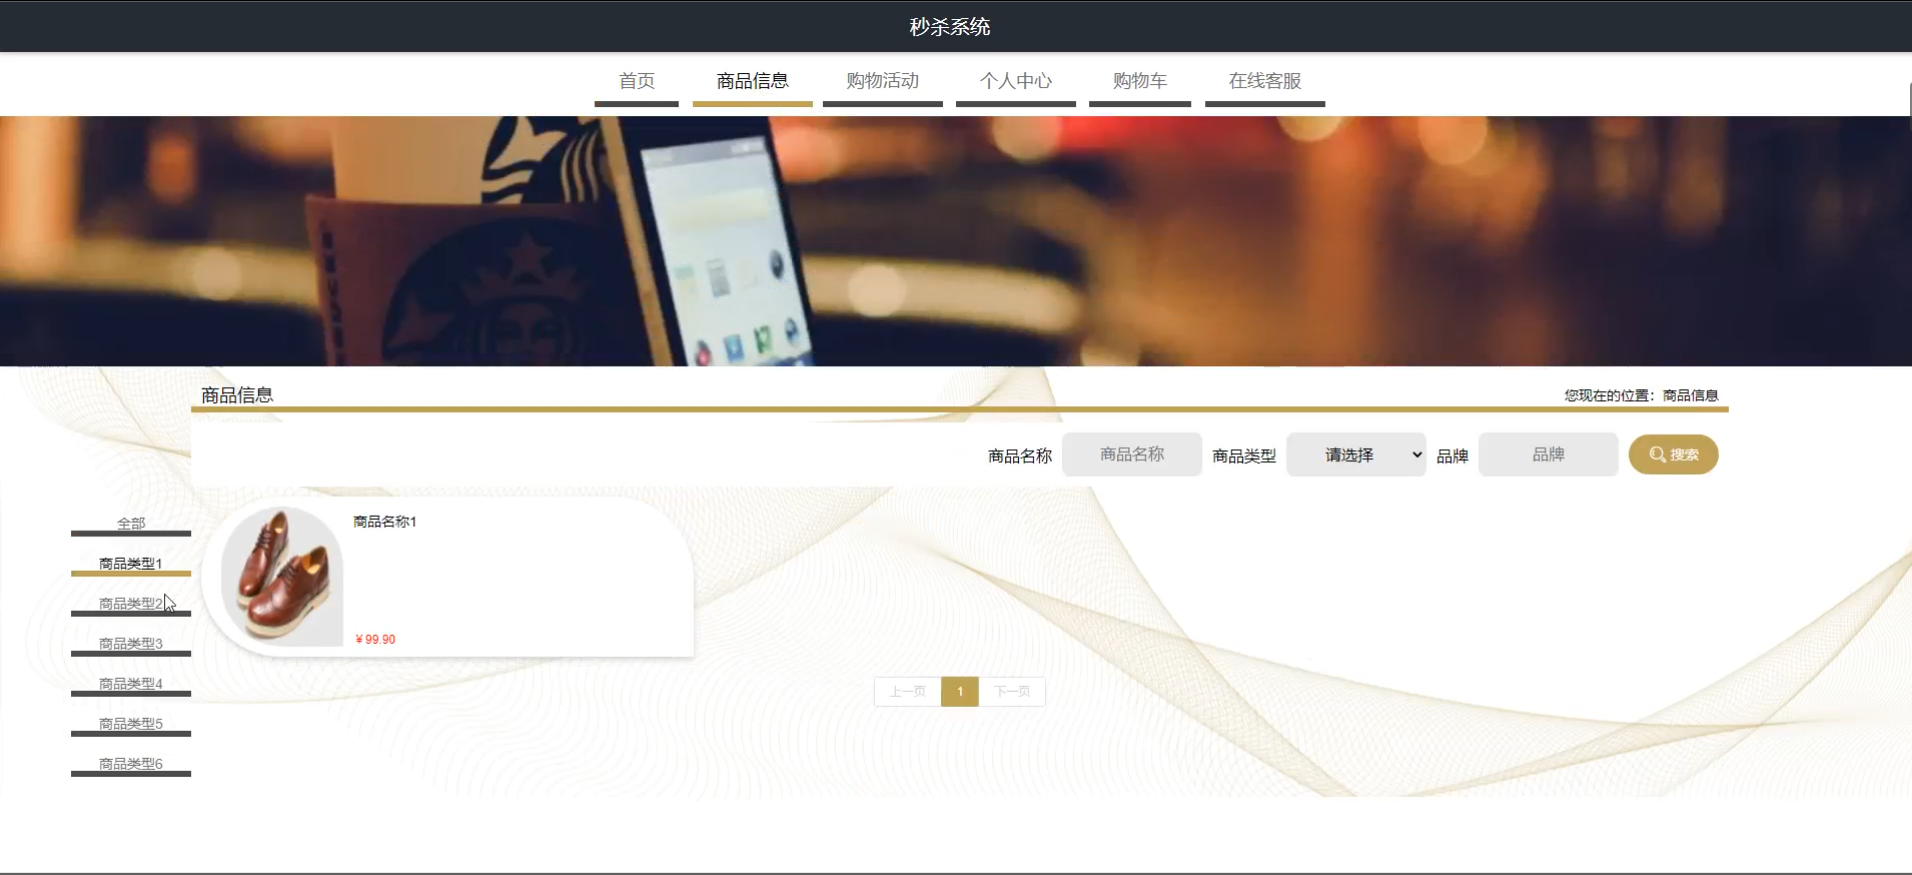 秒杀系统
首页 商品信息 购物活动 个人中心 购物车 在线客服
商品信息 您现在的位置：商品信息
商品名称 商品名称 商品类型 请选择 品牌 品牌 搜索
全部
商品类型1
商品类型2
商品类型3
商品类型4
商品类型5
商品类型6
商品名称1
￥99.90
上一页 1 下一页